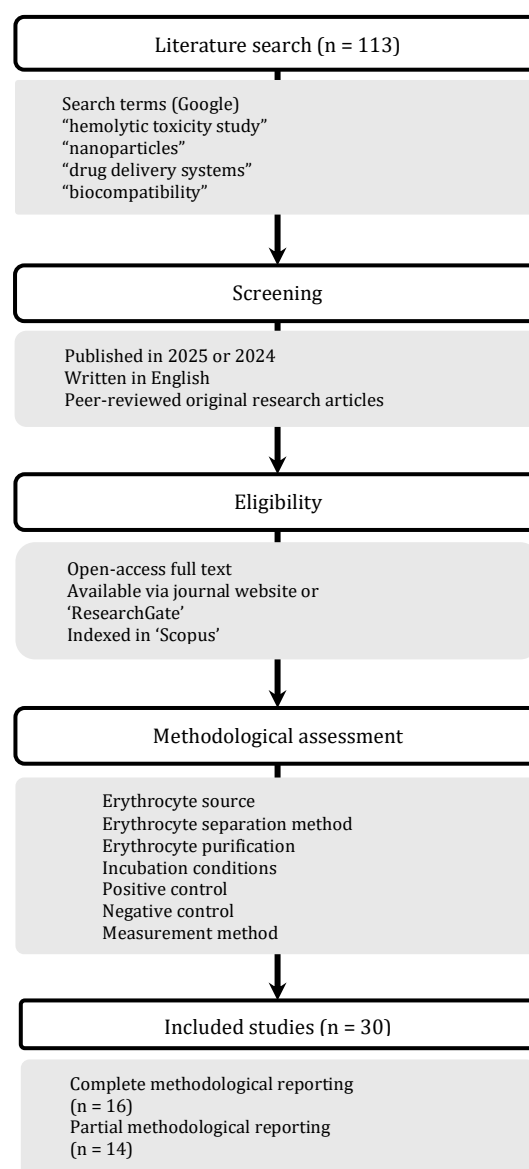 Literature search (n = 113)
Search terms (Google)
“hemolytic toxicity study”
“nanoparticles”
“drug delivery systems”
“biocompatibility”
Screening
Published in 2025 or 2024
Written in English
Peer-reviewed original research articles
Eligibility
Open-access full text
Available via journal website or
‘ResearchGate’
Indexed in ‘Scopus’
Methodological assessment
Erythrocyte source
Erythrocyte separation method
Erythrocyte purification
Incubation conditions
Positive control
Negative control
Measurement method
Included studies (n = 30)
Complete methodological reporting
(n = 16)
Partial methodological reporting
(n = 14)